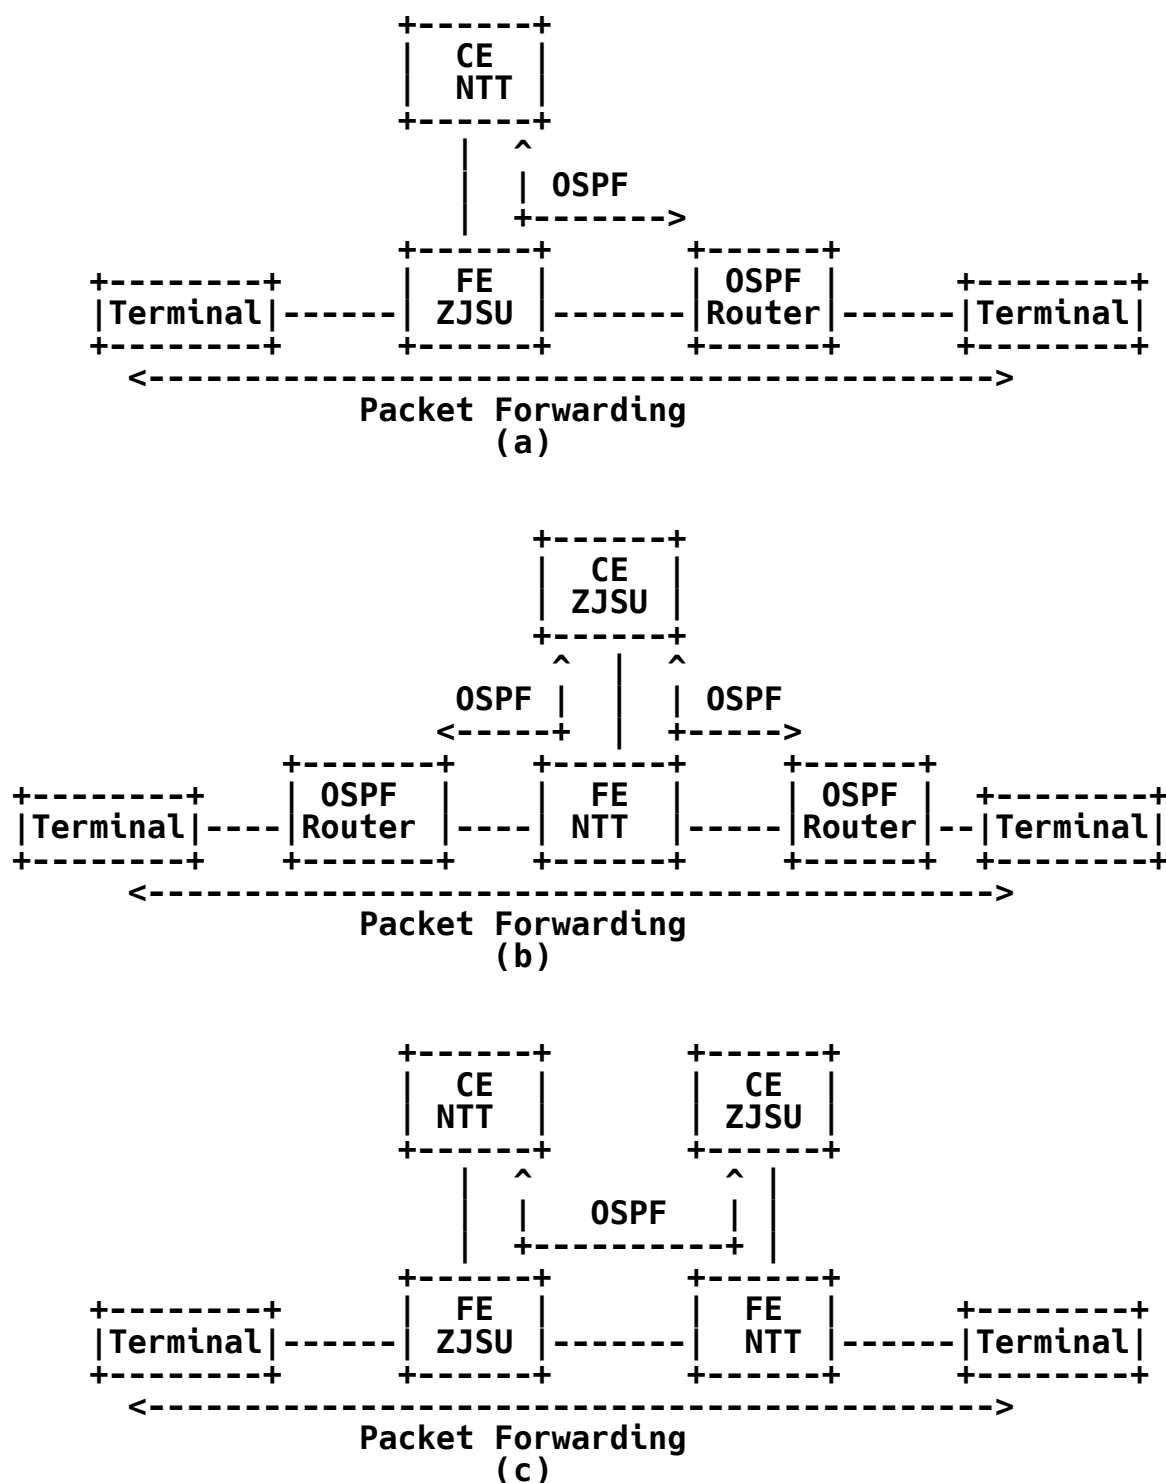 +------+
                    |  CE  |
                    |  NTT |
                    +------+
                       |  ^
                       |  | OSPF
                       |  +------->
                    +------+       +------+
    +--------+      |  FE  |       | OSPF |      +--------+
    |Terminal|------| ZJSU |-------|Router|------|Terminal|
    +--------+      +------+       +------+      +--------+
      <-------------------------------------------->
                  Packet Forwarding
                         (a)

                           +------+
                           |  CE  |
                           | ZJSU |
                           +------+
                            ^  |  ^
                       OSPF |  |  | OSPF
                      <-----+  |  +----->
              +-------+    +------+     +------+
+--------+    | OSPF  |    |  FE  |     | OSPF |  +--------+
|Terminal|----|Router |----| NTT  |-----|Router|--|Terminal|
+--------+    +-------+    +------+     +------+  +--------+
      <-------------------------------------------->
                  Packet Forwarding
                         (b)

                    +------+       +------+
                    |  CE  |       |  CE  |
                    | NTT  |       | ZJSU |
                    +------+       +------+
                       |  ^          ^ |
                       |  |   OSPF   | |
                       |  +----------+ |
                    +------+       +------+
    +--------+      |  FE  |       |  FE  |      +--------+
    |Terminal|------| ZJSU |-------|  NTT |------|Terminal|
    +--------+      +------+       +------+      +--------+
      <-------------------------------------------->
                  Packet Forwarding
                         (c)